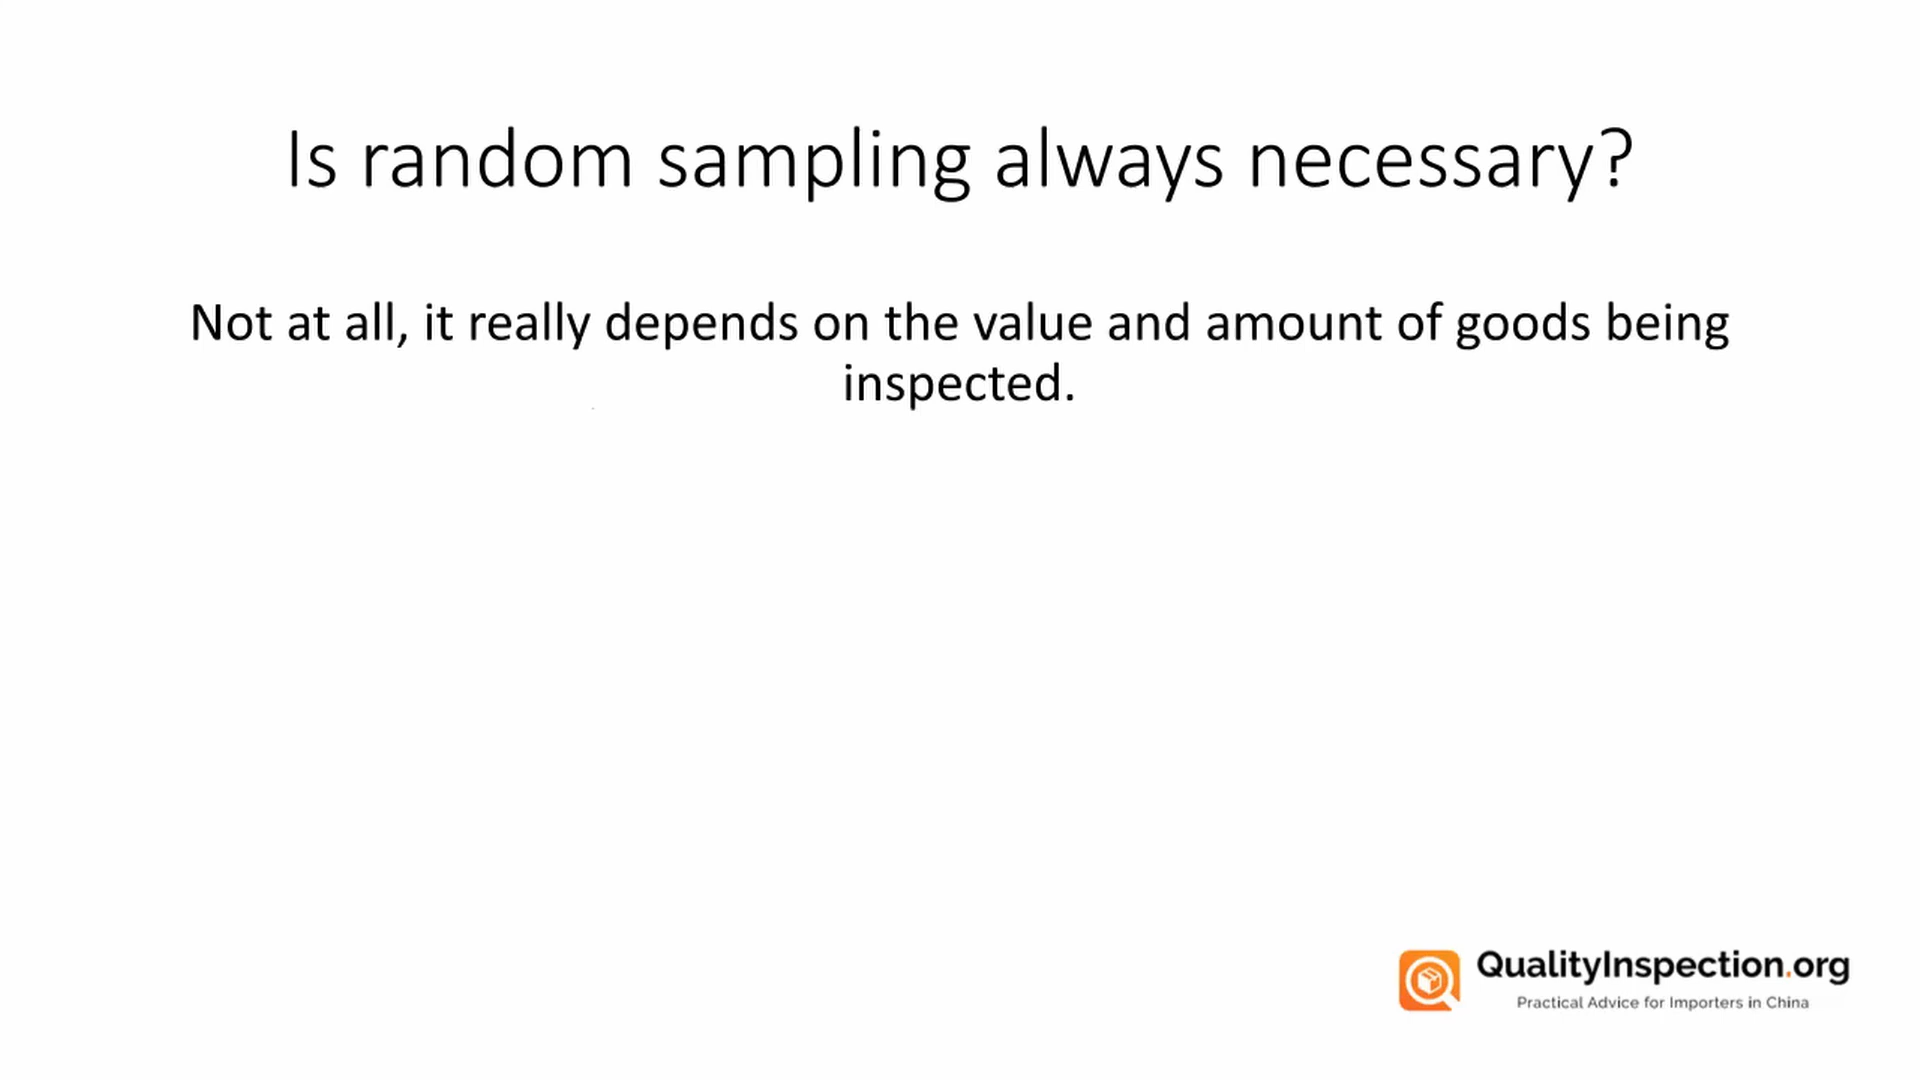 Is random sampling always necessary?
Not at all, it really depends on the value and amount of goods being
inspected.
QualityInspection.org
Practical Advice for Importers in China